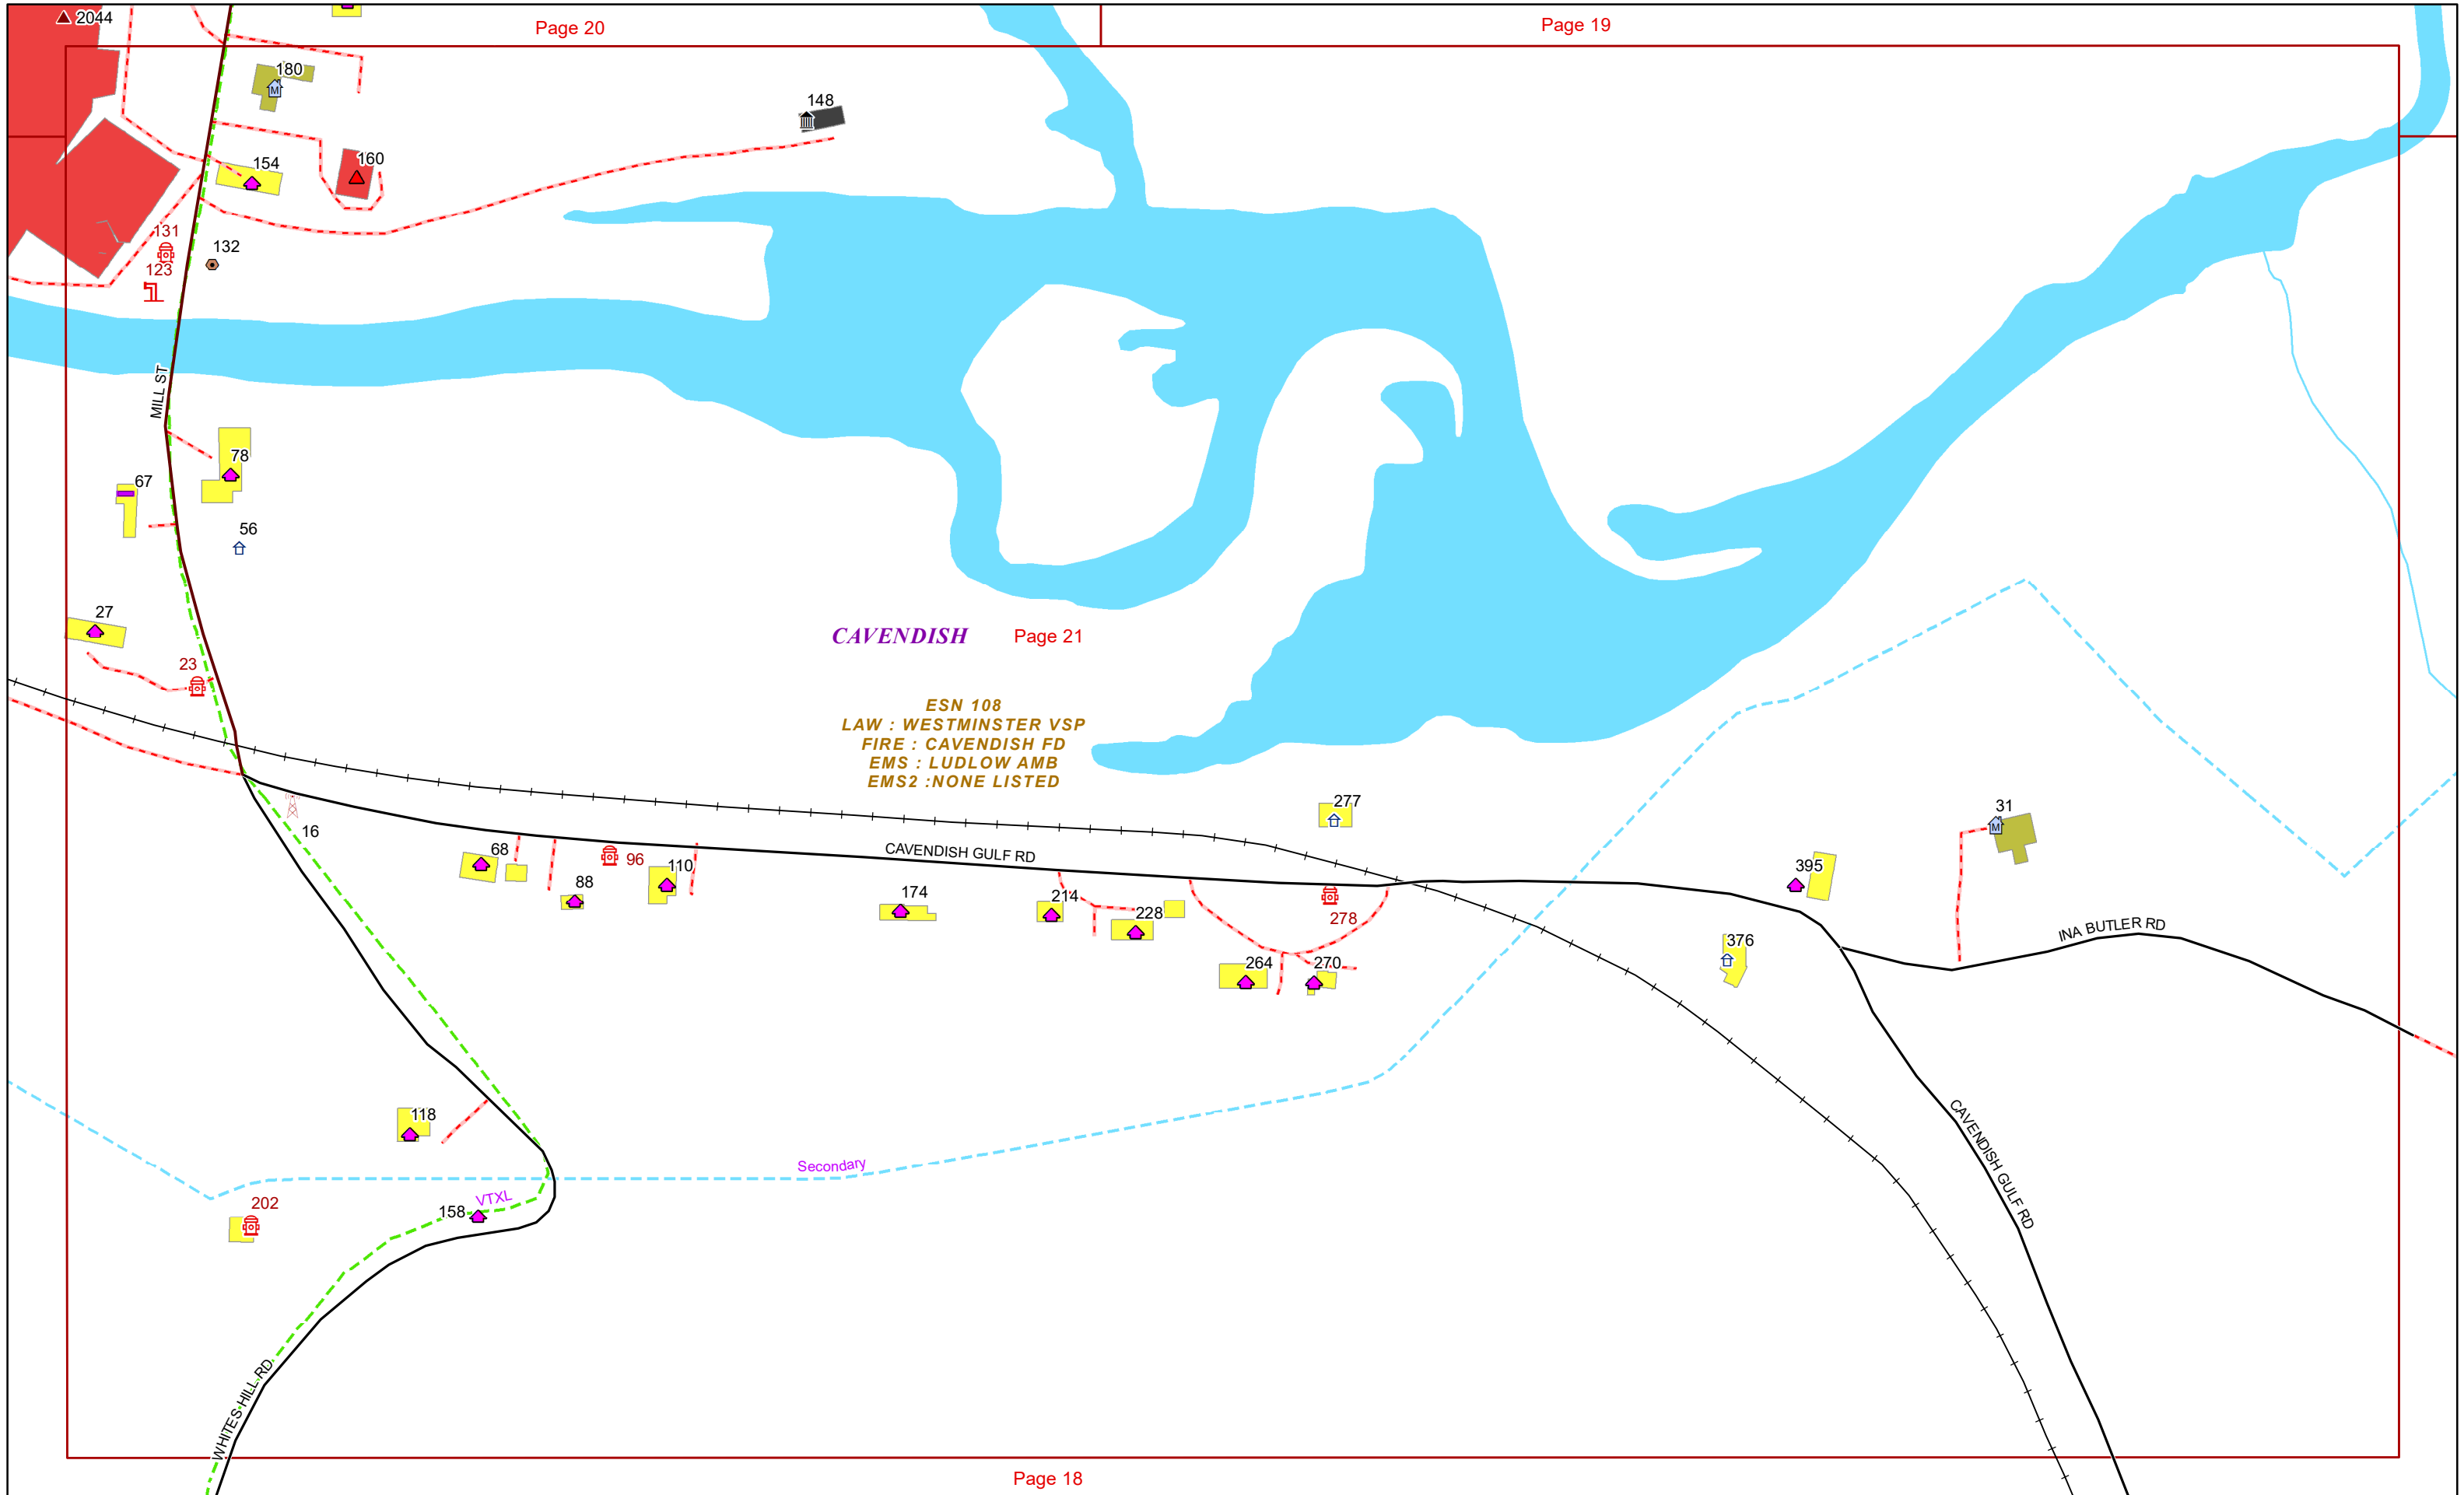 2044
Page 20
Page 19
180
M
148
154
160
131
132
123
MILL ST
78
67
56
27
CAVENDISH
Page 21
23
ESN 108
LAW : WESTMINSTER VSP
FIRE : CAVENDISH FD
EMS : LUDLOW AMB
EMS2 :NONE LISTED
277
31
M
16
CAVENDISH GULF RD
68
96
110
88
174
214
228
278
395
376
INA BUTLER RD
264
270
118
CAVENDISH GULF RD
Secondary
VTXL
202
158
WHITES HILL RD
Page 18